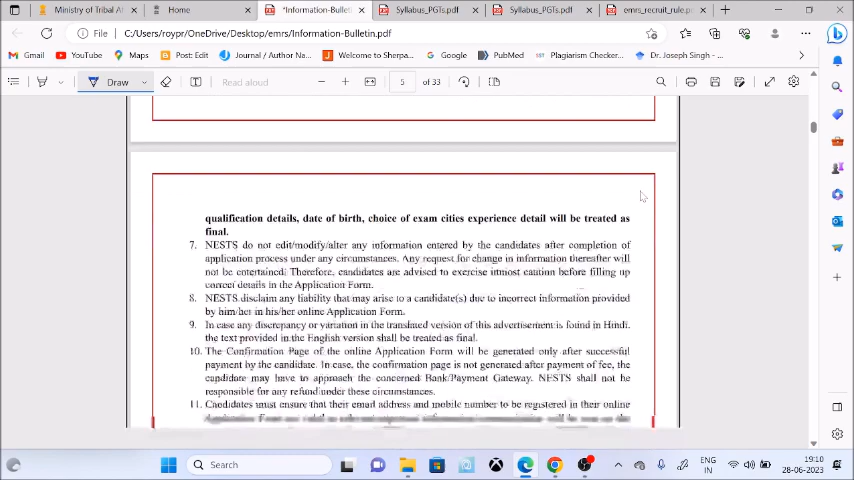 Ministry of Tribal Af
Home
*Information-Bulletin
Syllabus_PGTs.pdf
Syllabus_PGTs.pdf
emrs_recruit_rule.p
File
C:/Users/roypr/OneDrive/Desktop/emrs/Information-Bulletin.pdf
Gmail
YouTube
Maps
Post - Edit
Journal / Author Na...
Welcome to Sherpa...
Google
PubMed
Plagiarism Checker...
Dr. Joseph Singh -...
Draw
Read aloud
5
of 33
qualification details, date of birth, choice of exam cities experience detail will be treated as
final.
7. NESTS do not edit/modify/alter any information entered by the candidates after completion of
application process under any circumstances. Any request for change in information thereafter will
not be entertained. Therefore, candidates are advised to exercise utmost caution before filling up
correct details in the Application Form.
8. NESTS disclaim any liability that may arise to a candidate(s) due to incorrect information provided
by him/her in his/her online Application Form.
9. In case any discrepancy or variation in the translated version of this advertisement is found in Hindi,
the text provided in the English version shall be treated as final.
10. The Confirmation Page of the online Application Form will be generated only after successful
payment by the candidate. In case, the confirmation page is not generated after payment of fee, the
candidate may have to approach the concerned Bank/Payment Gateway. NESTS shall not be
responsible for any refund under these circumstances.
11. Candidates must ensure that their email address and mobile number to be registered in their online
Search
ENG
IN
19:10
28-06-2023